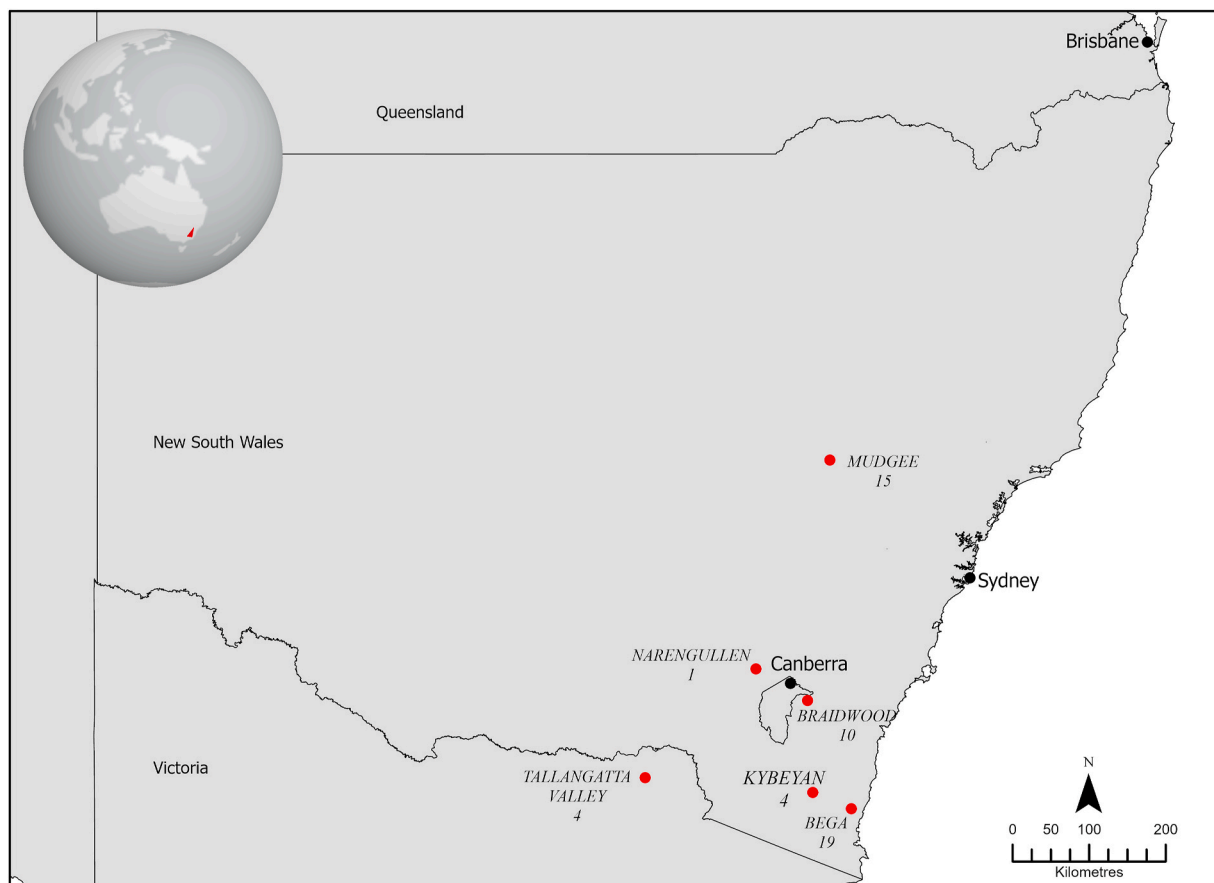 Brisbane
Queensland
New South Wales
MUDGEE
15
Sydney
NARENGULLEN
1
Canberra
BRAIDWOOD
10
Victoria
TALLANGATTA
VALLEY
4
KYBEYAN
4
BEGA
19
N
0 50 100 200
Kilometres